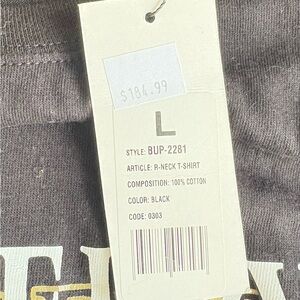 $184.99
L
STYLE: BUP-2281
ARTICLE: R-NECK T-SHIRT
COMPOSITION: 100% COTTON
COLOR: BLACK
CODE: 0303